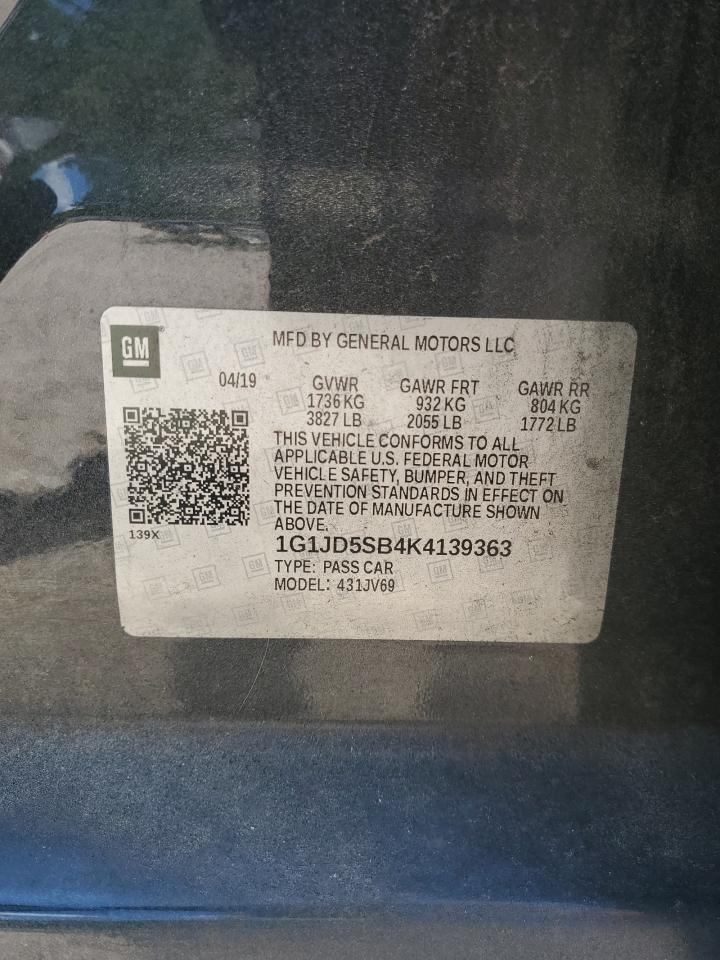 GM
MFD BY GENERAL MOTORS LLC
04/19 GVWR GAWR FRT GAWR RR
1736 KG 932 KG 804 KG
3827 LB 2055 LB 1772 LB
THIS VEHICLE CONFORMS TO ALL
APPLICABLE U.S. FEDERAL MOTOR
VEHICLE SAFETY, BUMPER, AND THEFT
PREVENTION STANDARDS IN EFFECT ON
THE DATE OF MANUFACTURE SHOWN
ABOVE.
139X
1G1JD5SB4K4139363
TYPE: PASS CAR
MODEL: 431JV69